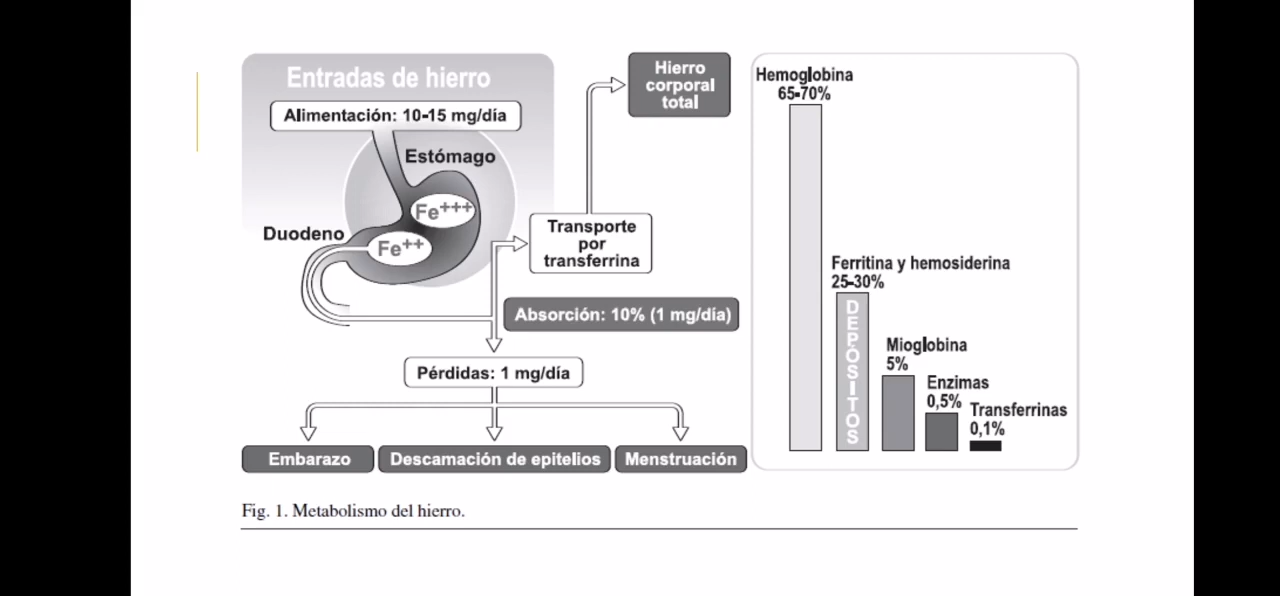 Entradas de hierro
Alimentación: 10-15 mg/día
Estómago
Fe+++
Duodeno
Fe++
Hierro
corporal
total
Transporte
por
transferrina
Absorción: 10% (1 mg/día)
Pérdidas: 1 mg/día
Embarazo
Descamación de epitelios
Menstruación
Hemoglobina
65-70%
Ferritina y hemosiderina
25-30%
DEPÓSITOS
Mioglobina
5%
Enzimas
0,5%
Transferrinas
0,1%
Fig. 1. Metabolismo del hierro.